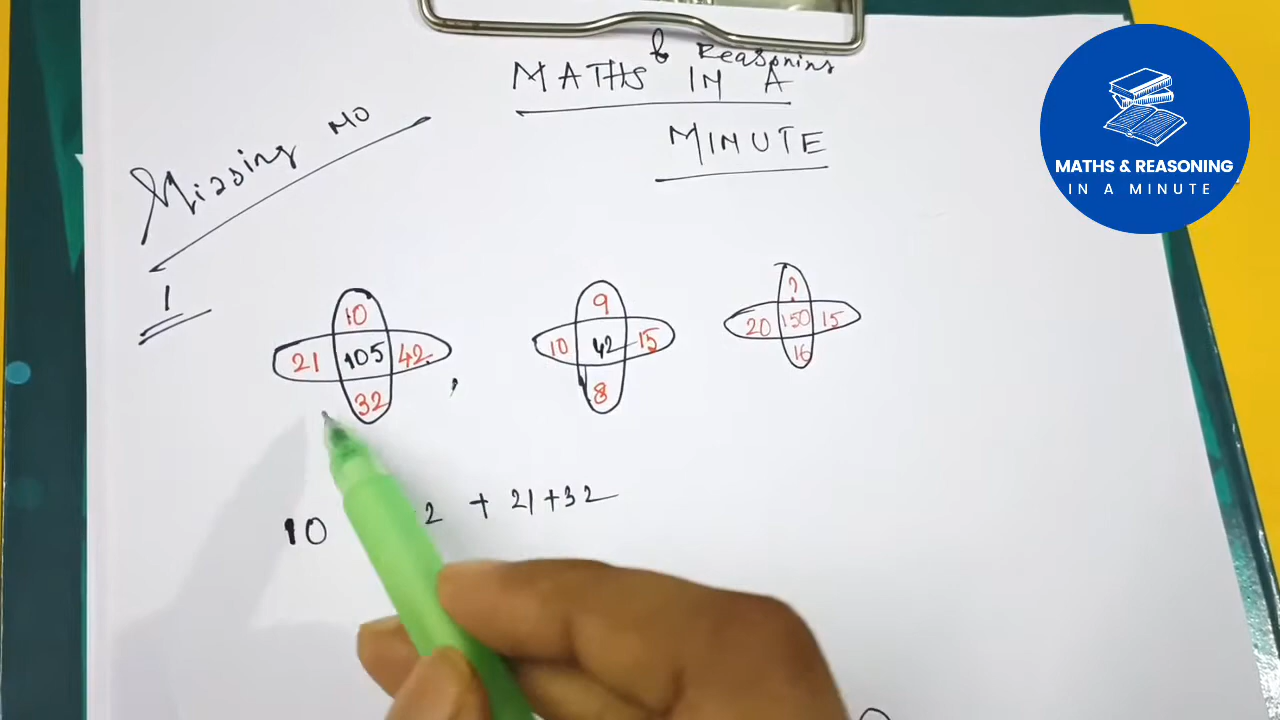 & Reasoning
MATHS IN A
MINUTE
Missing NO
1
MATHS & REASONING
IN A MINUTE
10
21 105 42
32
9
10 42 15
8
?
20 150 15
16
10 2 + 21+32